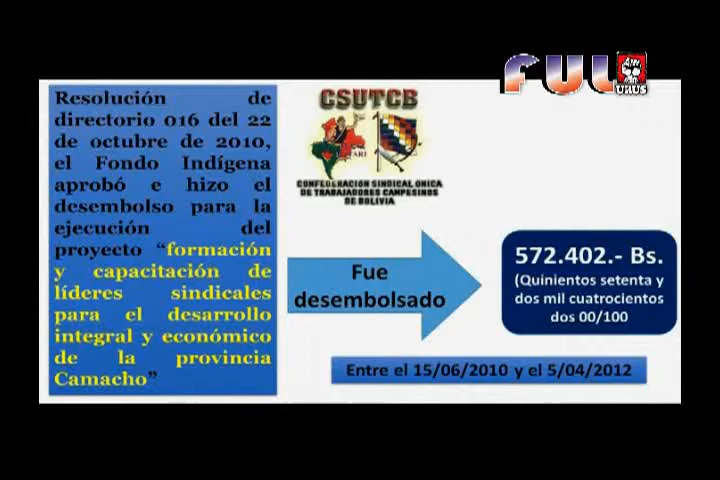 FUL
URUS
Resolución de
directorio 016 del 22
de octubre de 2010,
el Fondo Indígena
aprobó e hizo el
desembolso para la
ejecución del
proyecto “formación
y capacitación de
líderes sindicales
para el desarrollo
integral y económico
de la provincia
Camacho”
CSUTCB
CONFEDERACIÓN SINDICAL ÚNICA
DE TRABAJADORES CAMPESINOS
DE BOLIVIA
Fue
desembolsado
572.402.- Bs.
(Quinientos setenta y
dos mil cuatrocientos
dos 00/100
Entre el 15/06/2010 y el 5/04/2012